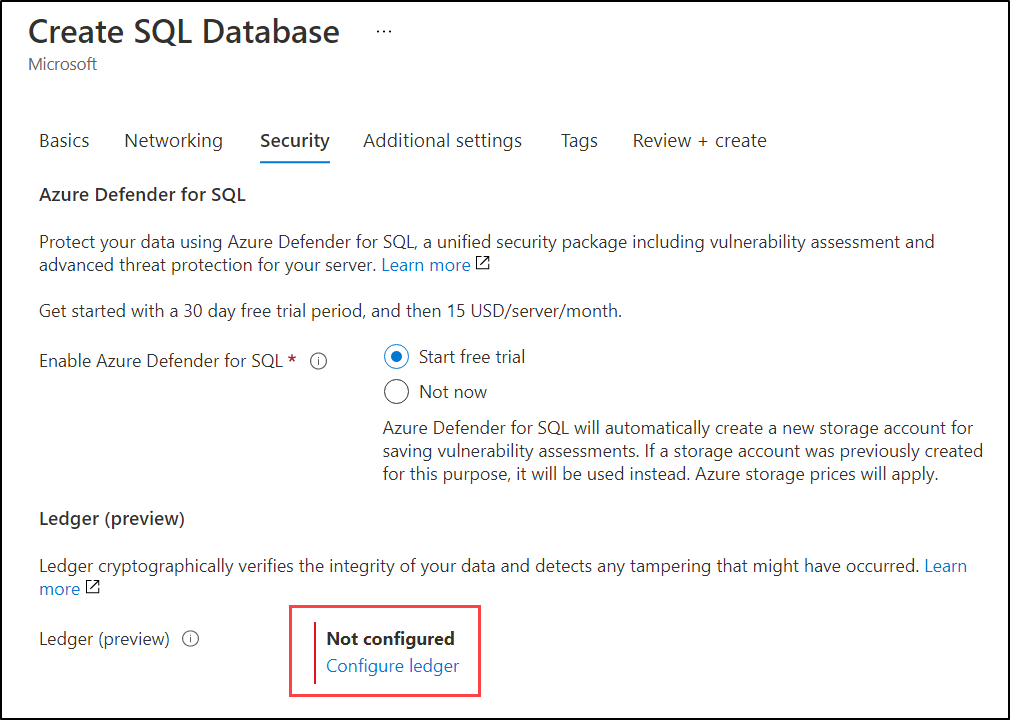 Create SQL Database ...
Microsoft
Basics Networking Security Additional settings Tags Review + create
Azure Defender for SQL
Protect your data using Azure Defender for SQL, a unified security package including vulnerability assessment and
advanced threat protection for your server. Learn more
Get started with a 30 day free trial period, and then 15 USD/server/month.
Enable Azure Defender for SQL *
Start free trial
Not now
Azure Defender for SQL will automatically create a new storage account for
saving vulnerability assessments. If a storage account was previously created
for this purpose, it will be used instead. Azure storage prices will apply.
Ledger (preview)
Ledger cryptographically verifies the integrity of your data and detects any tampering that might have occurred. Learn
more
Ledger (preview) Not configured
Configure ledger